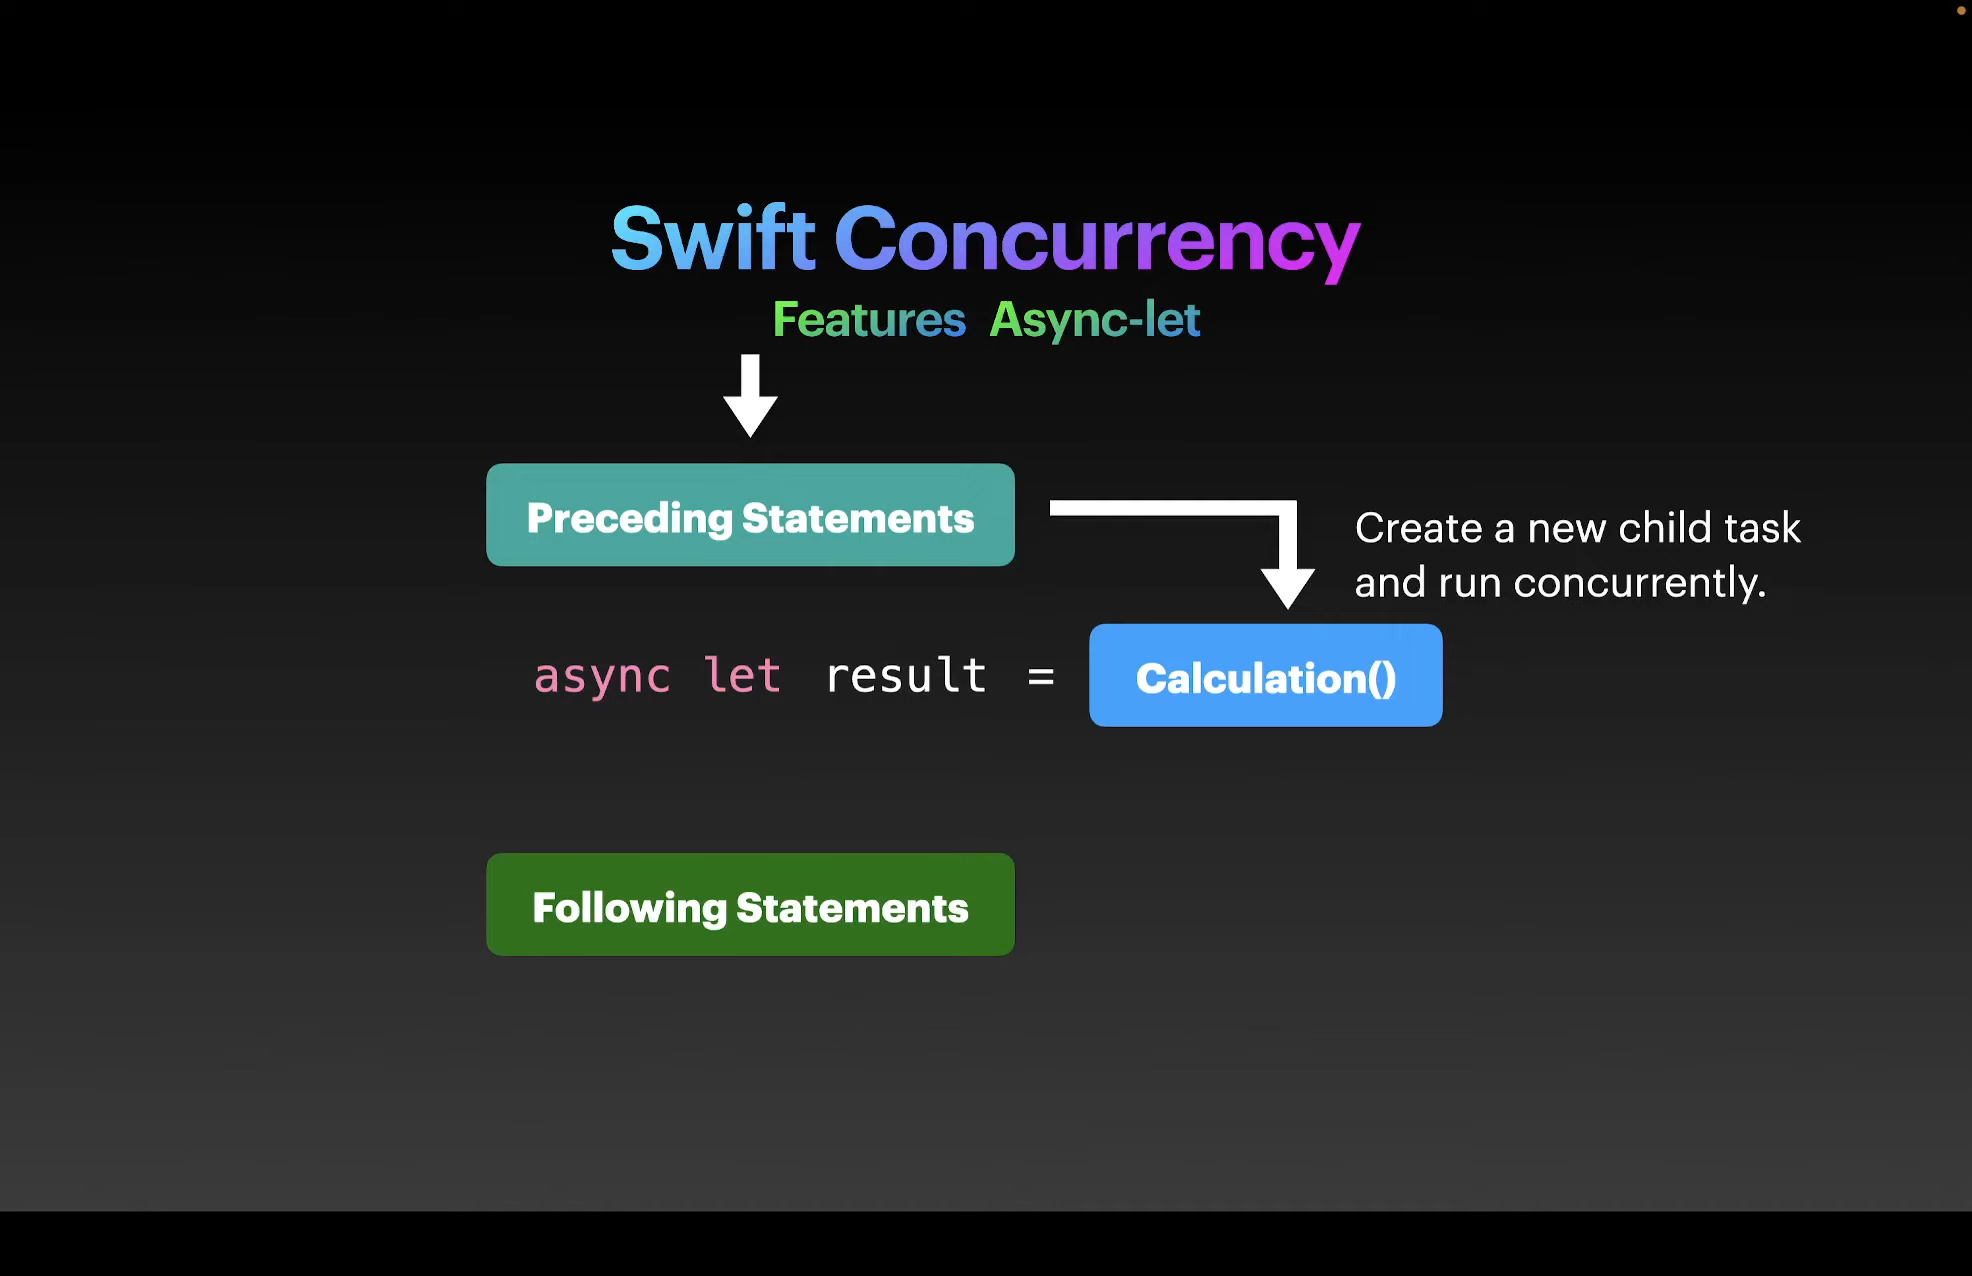 Swift Concurrency
Features Async-let
Preceding Statements
Create a new child task
and run concurrently.
async let result = Calculation()
Following Statements